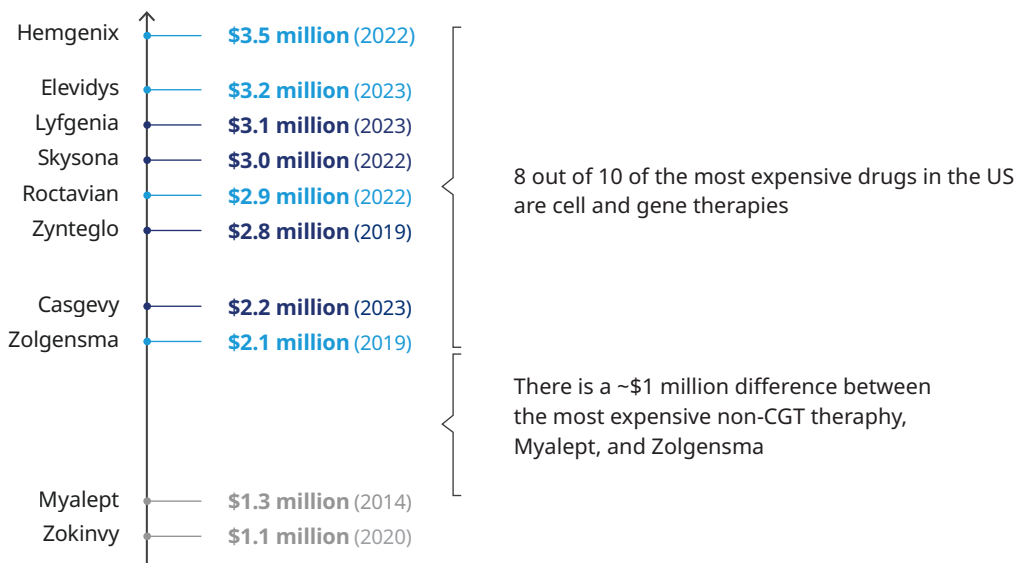 Hemgenix $3.5 million (2022)
Elevidys $3.2 million (2023)
Lyfgenia $3.1 million (2023)
Skysona $3.0 million (2022)
Roctavian $2.9 million (2022)
Zynteglo $2.8 million (2019)
8 out of 10 of the most expensive drugs in the US
are cell and gene therapies
Casgevy $2.2 million (2023)
Zolgensma $2.1 million (2019)
There is a ~$1 million difference between
the most expensive non-CGT theraphy,
Myalept, and Zolgensma
Myalept $1.3 million (2014)
Zokinvy $1.1 million (2020)